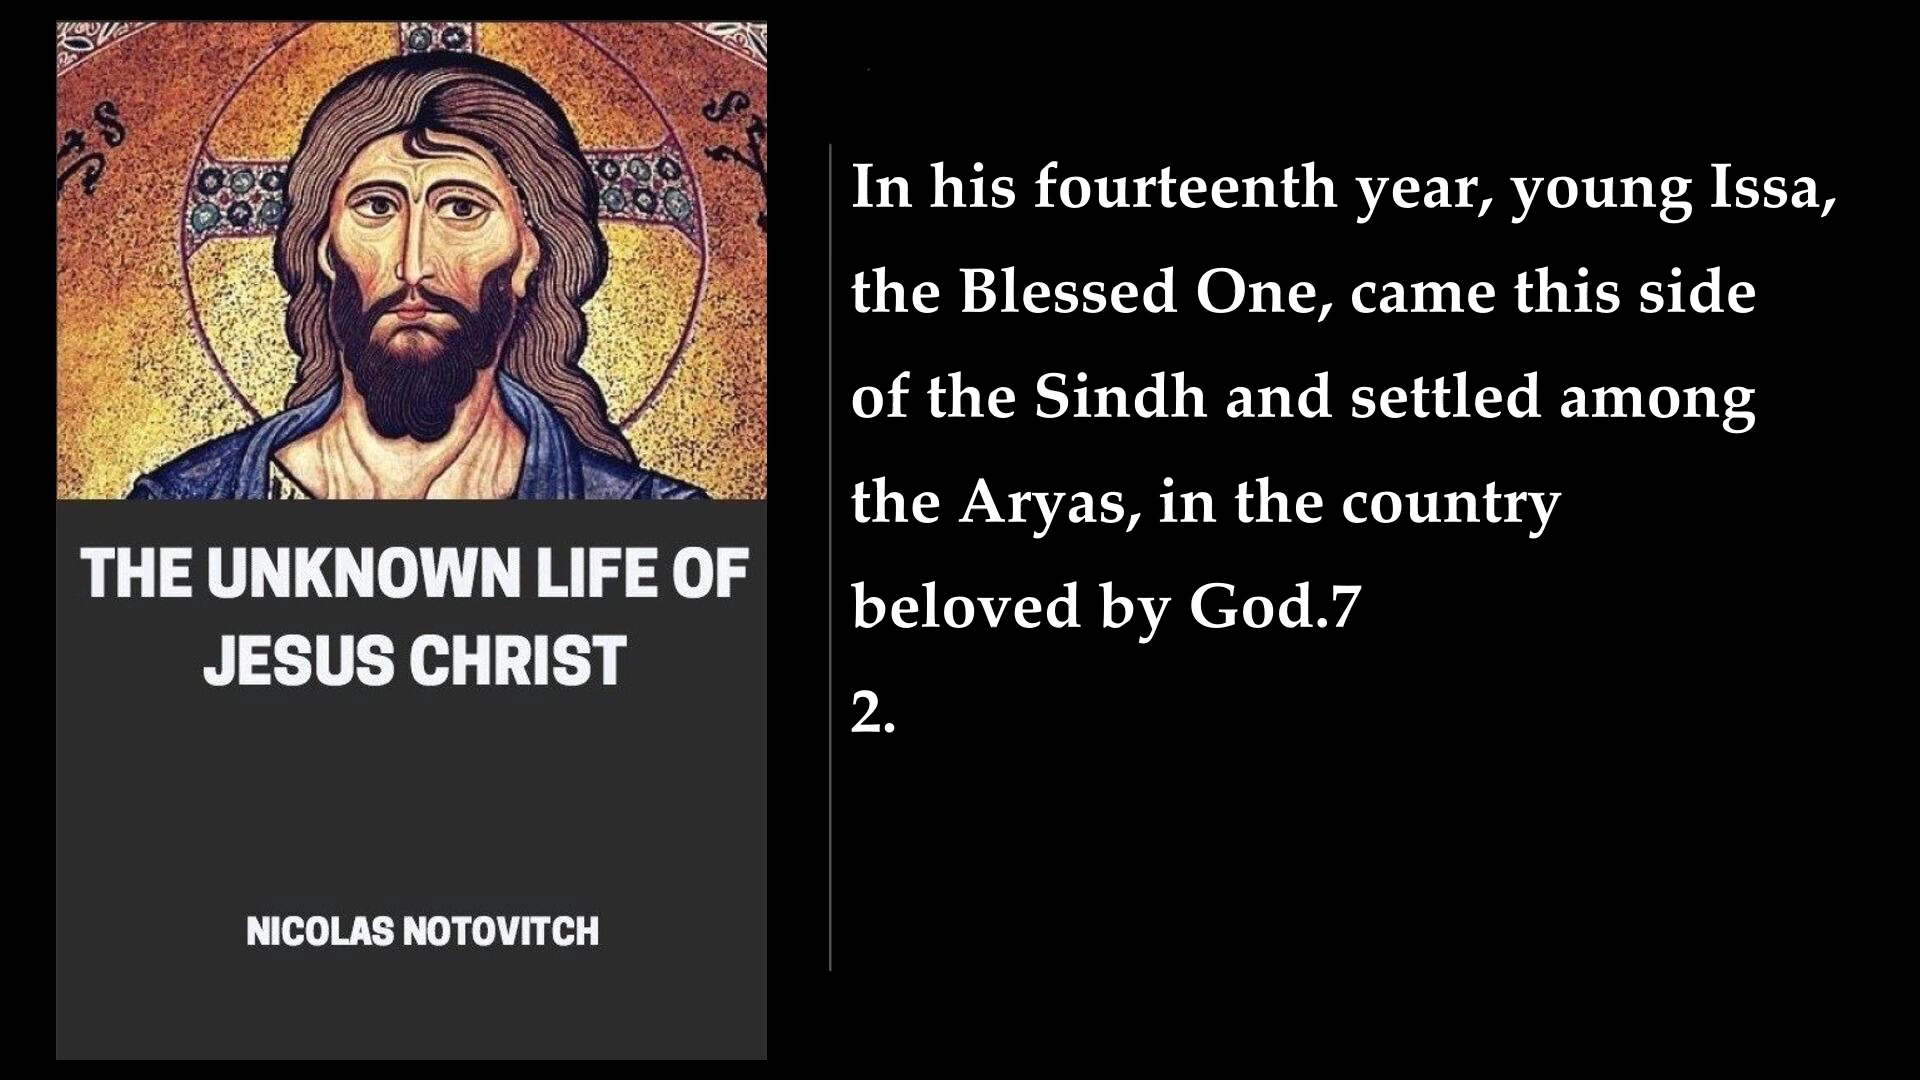 THE UNKNOWN LIFE OF
JESUS CHRIST
NICOLAS NOTOVITCH
In his fourteenth year, young Issa,
the Blessed One, came this side
of the Sindh and settled among
the Aryas, in the country
beloved by God.7
2.